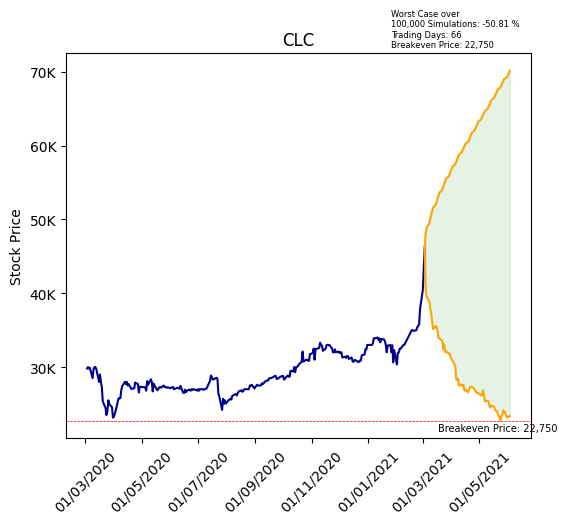 Worst Case over
100,000 Simulations: -50.81 %
Trading Days: 66
Breakeven Price: 22,750
CLC
Stock Price
70K
60K
50K
40K
30K
Breakeven Price: 22,750
01/03/2020
01/05/2020
01/07/2020
01/09/2020
01/11/2020
01/01/2021
01/03/2021
01/05/2021